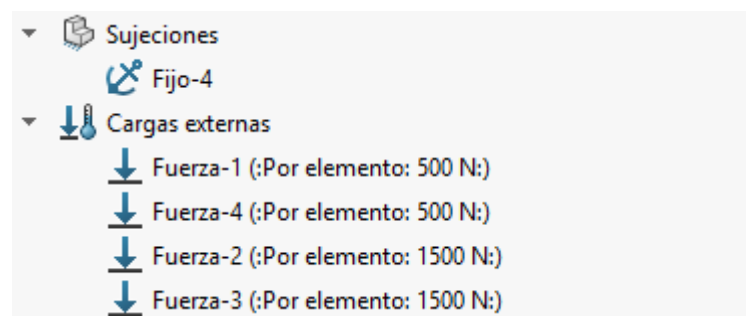 Sujeciones
Fijo-4
Cargas externas
Fuerza-1 (:Por elemento: 500 N:)
Fuerza-4 (:Por elemento: 500 N:)
Fuerza-2 (:Por elemento: 1500 N:)
Fuerza-3 (:Por elemento: 1500 N:)